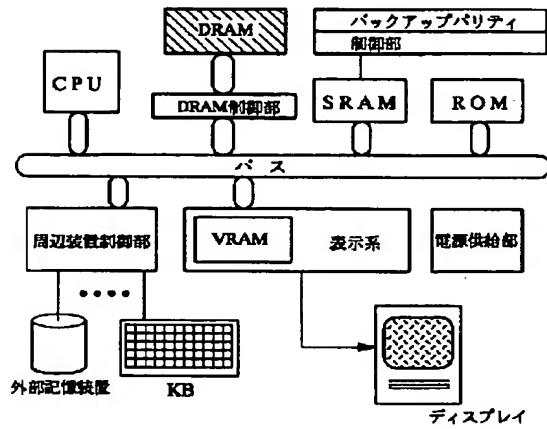 DRAM
バックアップパリティ
制御部
CPU
DRAM制御部
SRAM
ROM
バス
周辺装置制御部
VRAM
表示系
電源供給部
外部記憶装置
KB
ディスプレイ